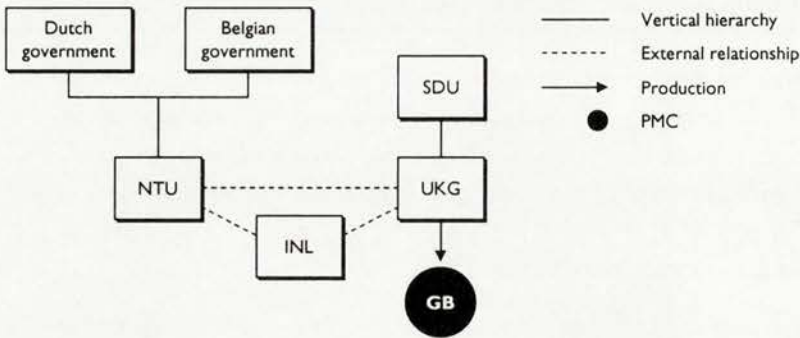 Dutch
government
Belgian
government
SDU
NTU
UKG
INL
GB
Vertical hierarchy
External relationship
Production
PMC